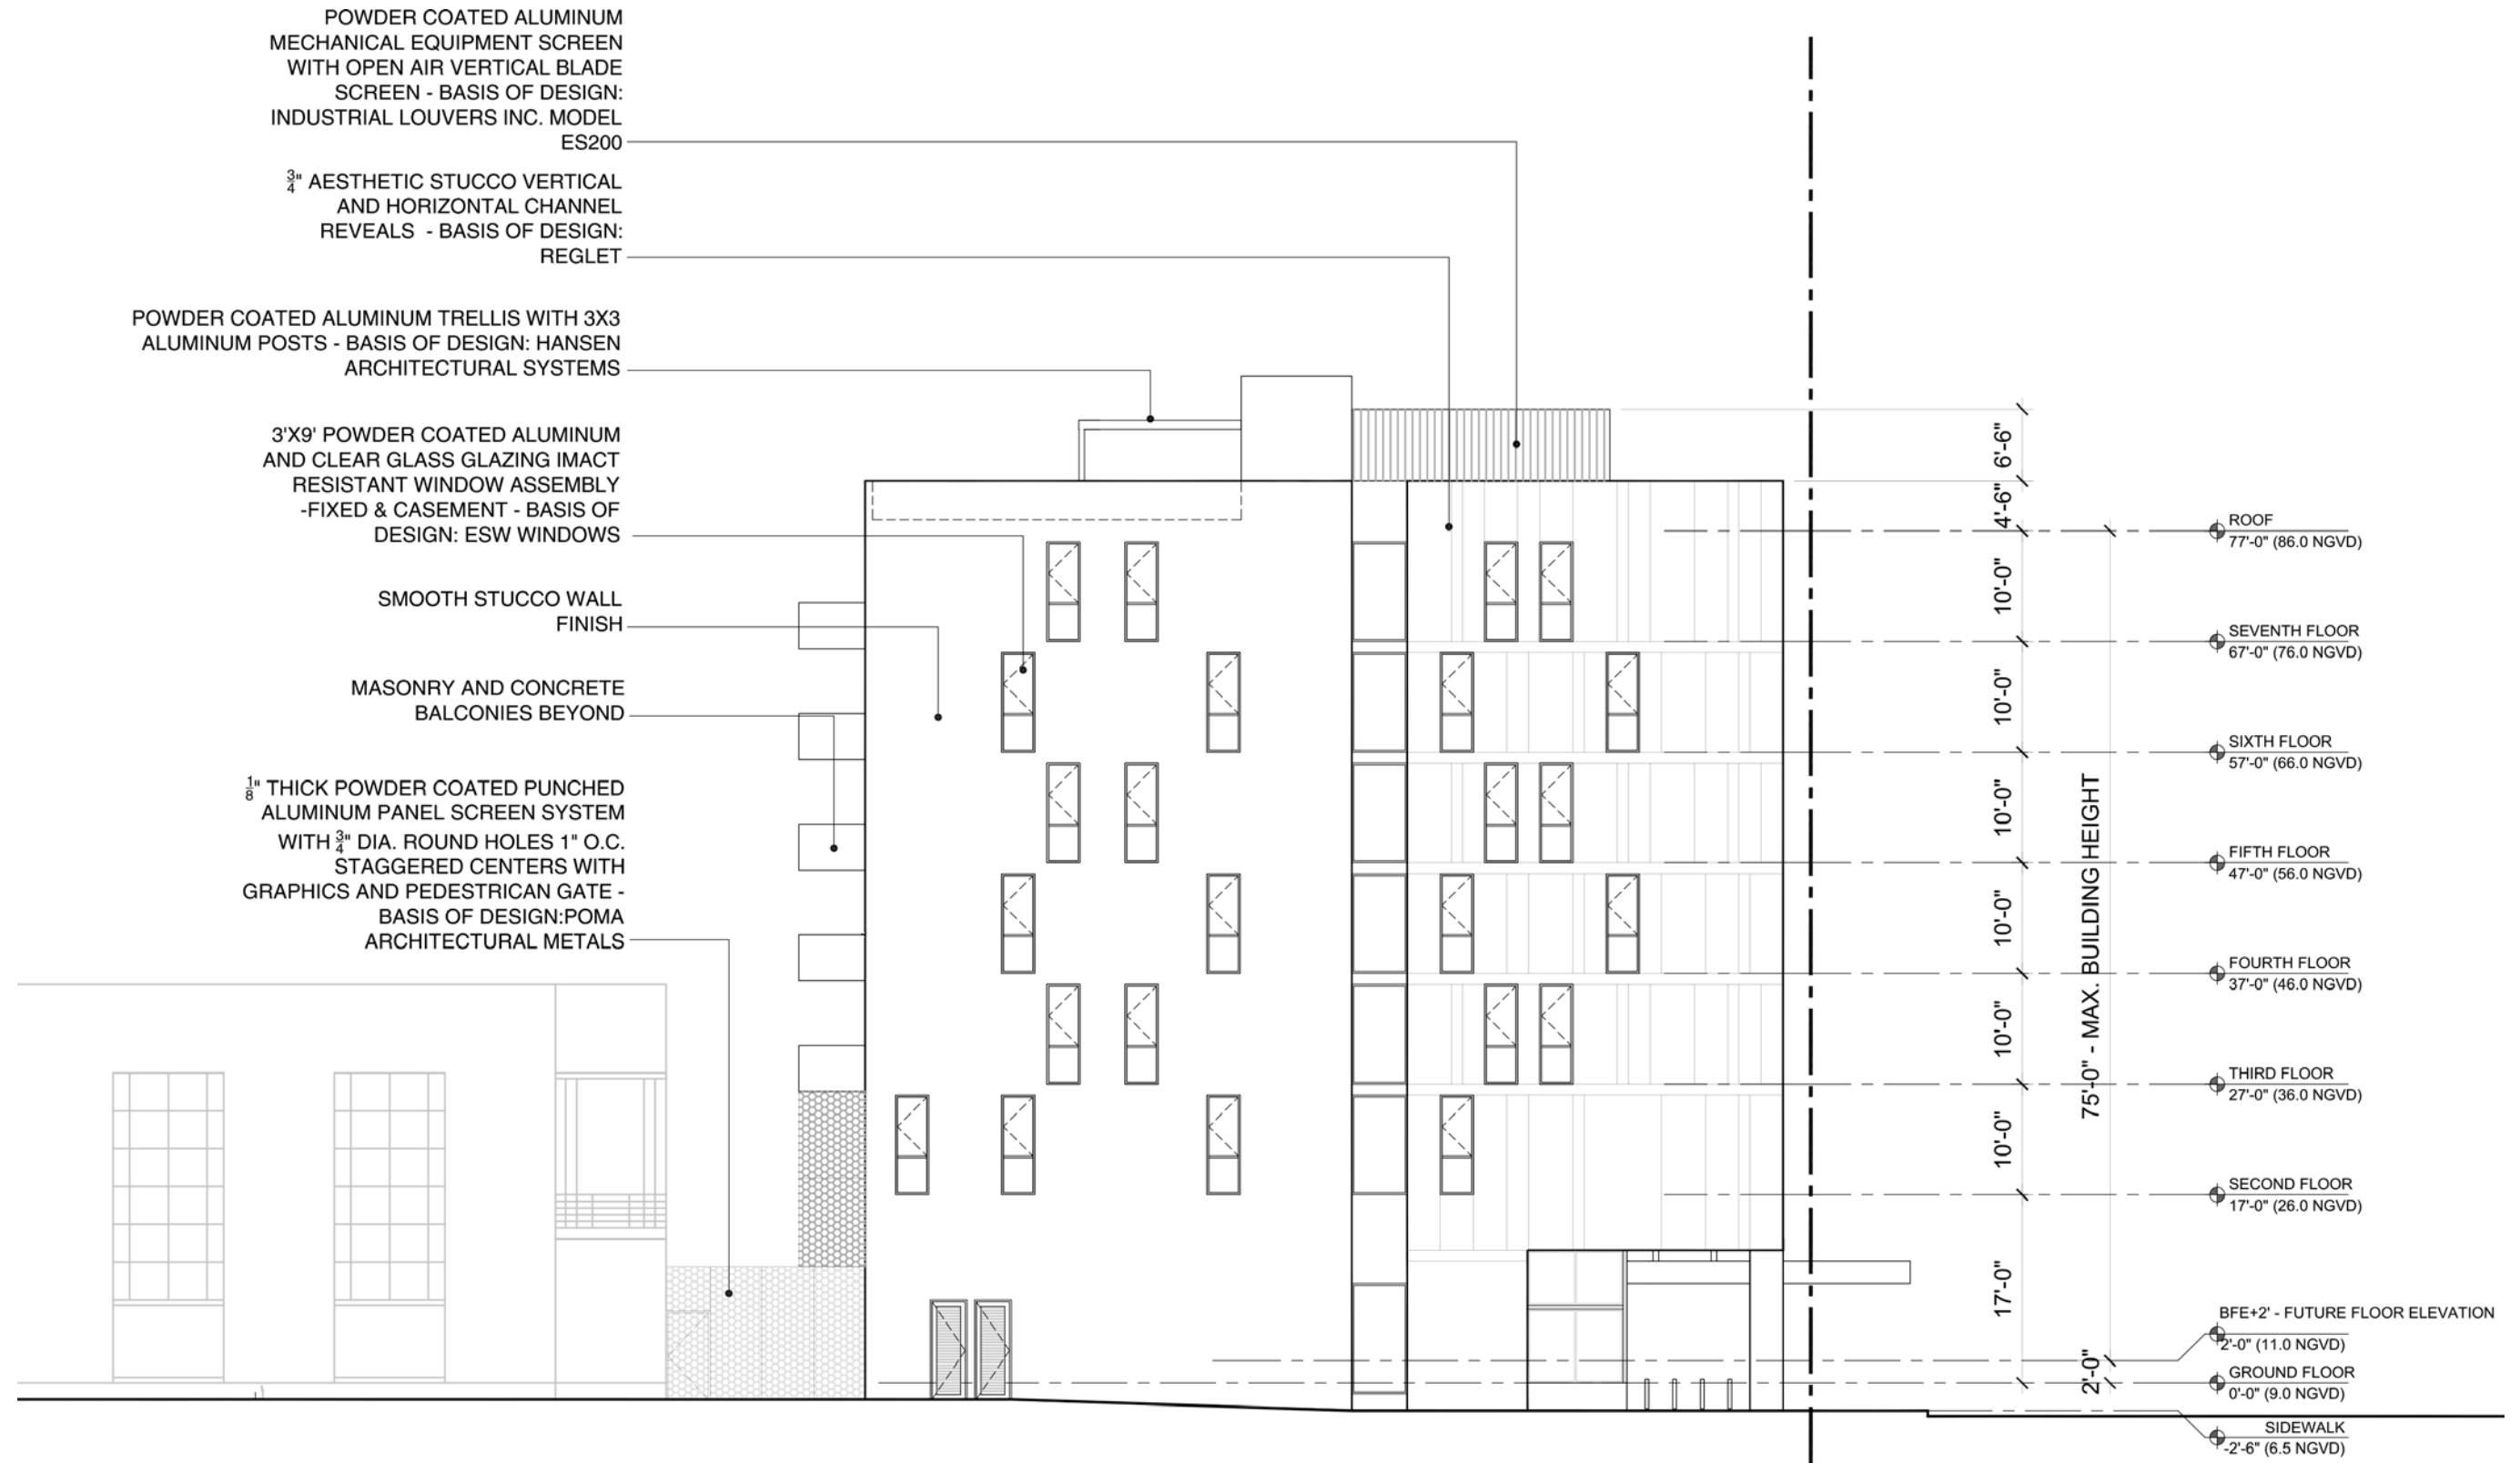 POWDER COATED ALUMINUM
MECHANICAL EQUIPMENT SCREEN
WITH OPEN AIR VERTICAL BLADE
SCREEN - BASIS OF DESIGN:
INDUSTRIAL LOUVERS INC. MODEL
ES200
3/4" AESTHETIC STUCCO VERTICAL
AND HORIZONTAL CHANNEL
REVEALS - BASIS OF DESIGN:
REGLET
POWDER COATED ALUMINUM TRELLIS WITH 3X3
ALUMINUM POSTS - BASIS OF DESIGN: HANSEN
ARCHITECTURAL SYSTEMS
3'X9' POWDER COATED ALUMINUM
AND CLEAR GLASS GLAZING IMACT
RESISTANT WINDOW ASSEMBLY
-FIXED & CASEMENT - BASIS OF
DESIGN: ESW WINDOWS
SMOOTH STUCCO WALL
FINISH
MASONRY AND CONCRETE
BALCONIES BEYOND
1/8" THICK POWDER COATED PUNCHED
ALUMINUM PANEL SCREEN SYSTEM
WITH 3/4" DIA. ROUND HOLES 1" O.C.
STAGGERED CENTERS WITH
GRAPHICS AND PEDESTRICAN GATE -
BASIS OF DESIGN:POMA
ARCHITECTURAL METALS
6'-6"
4'-6"
10'-0"
10'-0"
10'-0"
10'-0"
10'-0"
10'-0"
17'-0"
2'-0"
75'-0" - MAX. BUILDING HEIGHT
ROOF
77'-0" (86.0 NGVD)
SEVENTH FLOOR
67'-0" (76.0 NGVD)
SIXTH FLOOR
57'-0" (66.0 NGVD)
FIFTH FLOOR
47'-0" (56.0 NGVD)
FOURTH FLOOR
37'-0" (46.0 NGVD)
THIRD FLOOR
27'-0" (36.0 NGVD)
SECOND FLOOR
17'-0" (26.0 NGVD)
BFE+2' - FUTURE FLOOR ELEVATION
2'-0" (11.0 NGVD)
GROUND FLOOR
0'-0" (9.0 NGVD)
SIDEWALK
-2'-6" (6.5 NGVD)